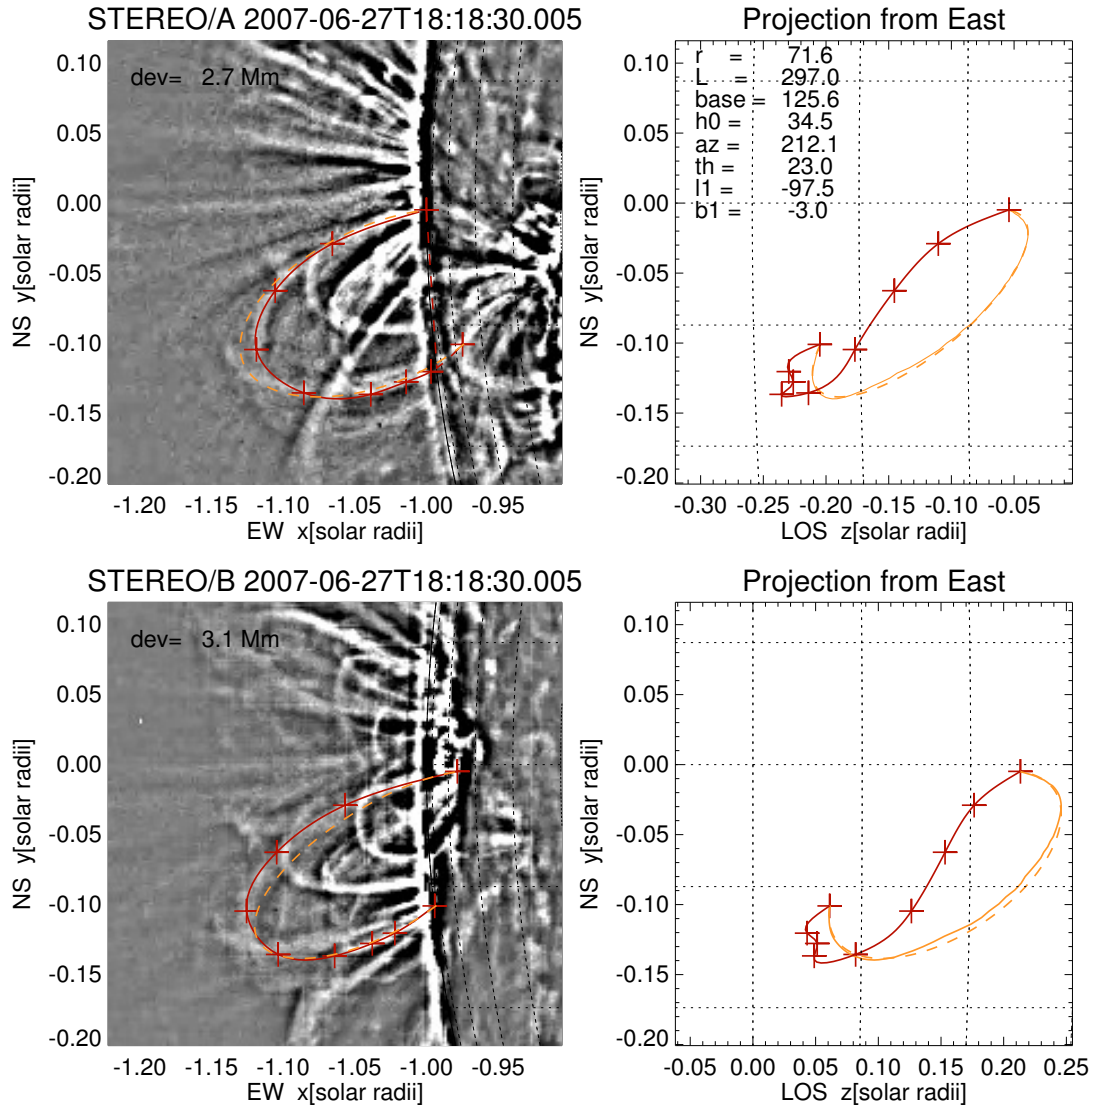 STEREO/A 2007-06-27T18:18:30.005
dev= 2.7 Mm
NS y[solar radii]
0.10
0.05
0.00
-0.05
-0.10
-0.15
-0.20
-1.20 -1.15 -1.10 -1.05 -1.00 -0.95
EW x[solar radii]
Projection from East
r = 71.6
L = 297.0
base = 125.6
h0 = 34.5
az = 212.1
th = 23.0
l1 = -97.5
b1 = -3.0
NS y[solar radii]
0.10
0.05
0.00
-0.05
-0.10
-0.15
-0.20
-0.30 -0.25 -0.20 -0.15 -0.10 -0.05
LOS z[solar radii]
STEREO/B 2007-06-27T18:18:30.005
dev= 3.1 Mm
NS y[solar radii]
0.10
0.05
0.00
-0.05
-0.10
-0.15
-0.20
-1.20 -1.15 -1.10 -1.05 -1.00 -0.95
EW x[solar radii]
Projection from East
NS y[solar radii]
0.10
0.05
0.00
-0.05
-0.10
-0.15
-0.20
-0.05 0.00 0.05 0.10 0.15 0.20 0.25
LOS z[solar radii]